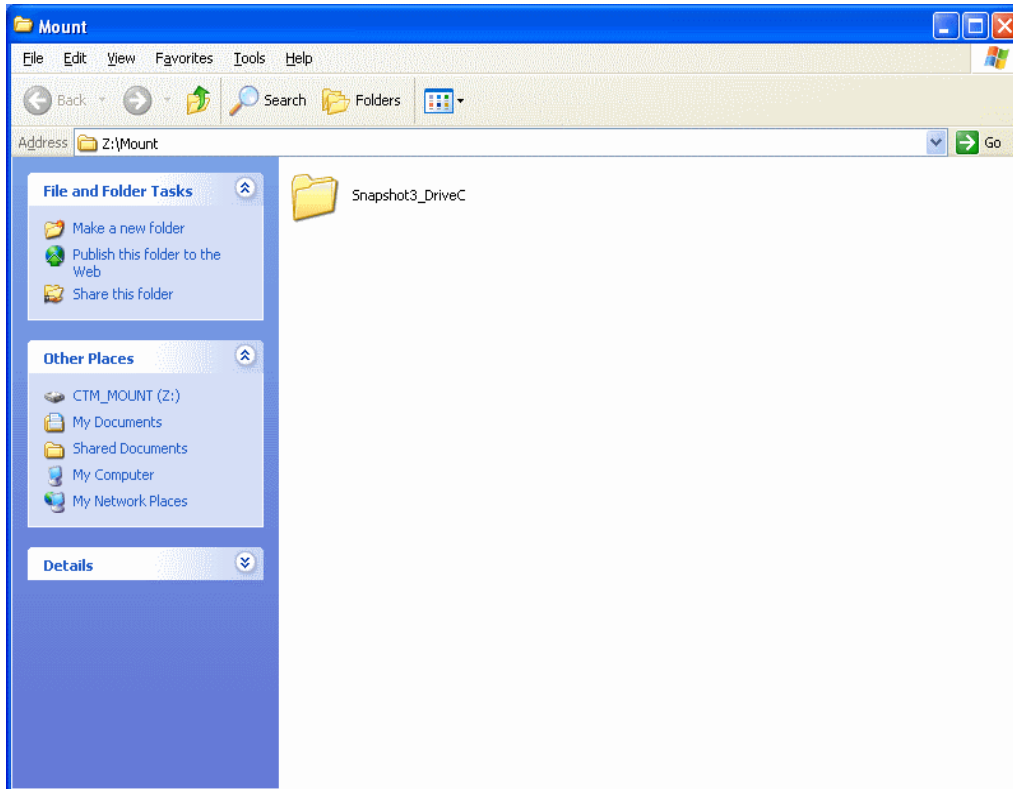 Mount
File Edit View Favorites Tools Help
Back Search Folders
Address Z:\Mount Go
File and Folder Tasks
Make a new folder
Publish this folder to the
Web
Share this folder
Other Places
CTM_MOUNT (Z:)
My Documents
Shared Documents
My Computer
My Network Places
Details
Snapshot3_DriveC